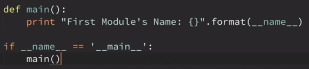 def main():
    print "First Module's Name: {}".format(__name__)
if __name__ == '__main__':
    main()